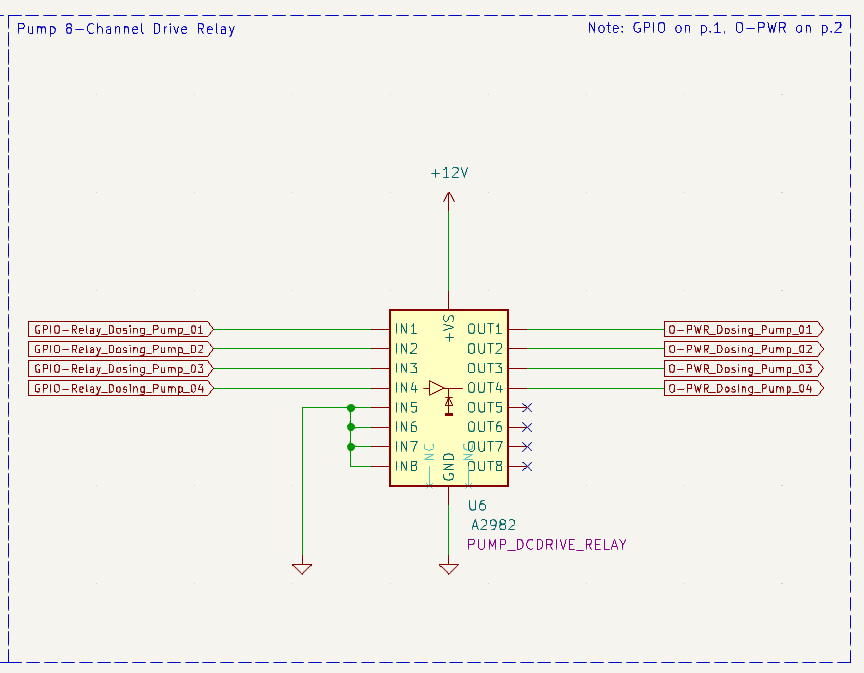 Pump 8-Channel Drive Relay
Note: GPIO on p.1, O-PWR on p.2
+12V
+VS
GPIO-Relay_Dosing_Pump_01
IN1
OUT1
O-PWR_Dosing_Pump_01
GPIO-Relay_Dosing_Pump_02
IN2
OUT2
O-PWR_Dosing_Pump_02
GPIO-Relay_Dosing_Pump_03
IN3
OUT3
O-PWR_Dosing_Pump_03
GPIO-Relay_Dosing_Pump_04
IN4
OUT4
O-PWR_Dosing_Pump_04
IN5
OUT5
IN6
OUT6
IN7
NC
NC
OUT7
IN8
GND
OUT8
U6
A2982
PUMP_DCDRIVE_RELAY